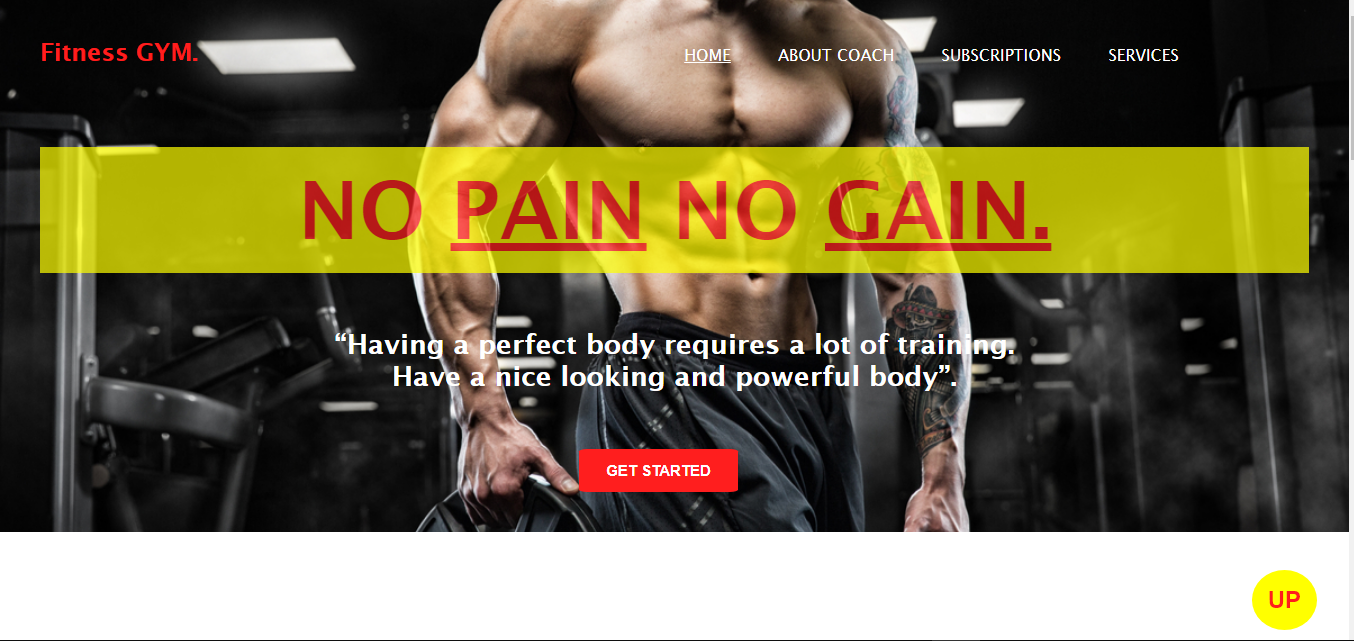 Fitness GYM.
HOME ABOUT COACH SUBSCRIPTIONS SERVICES
NO PAIN NO GAIN.
“Having a perfect body requires a lot of training.
Have a nice looking and powerful body”.
GET STARTED
UP